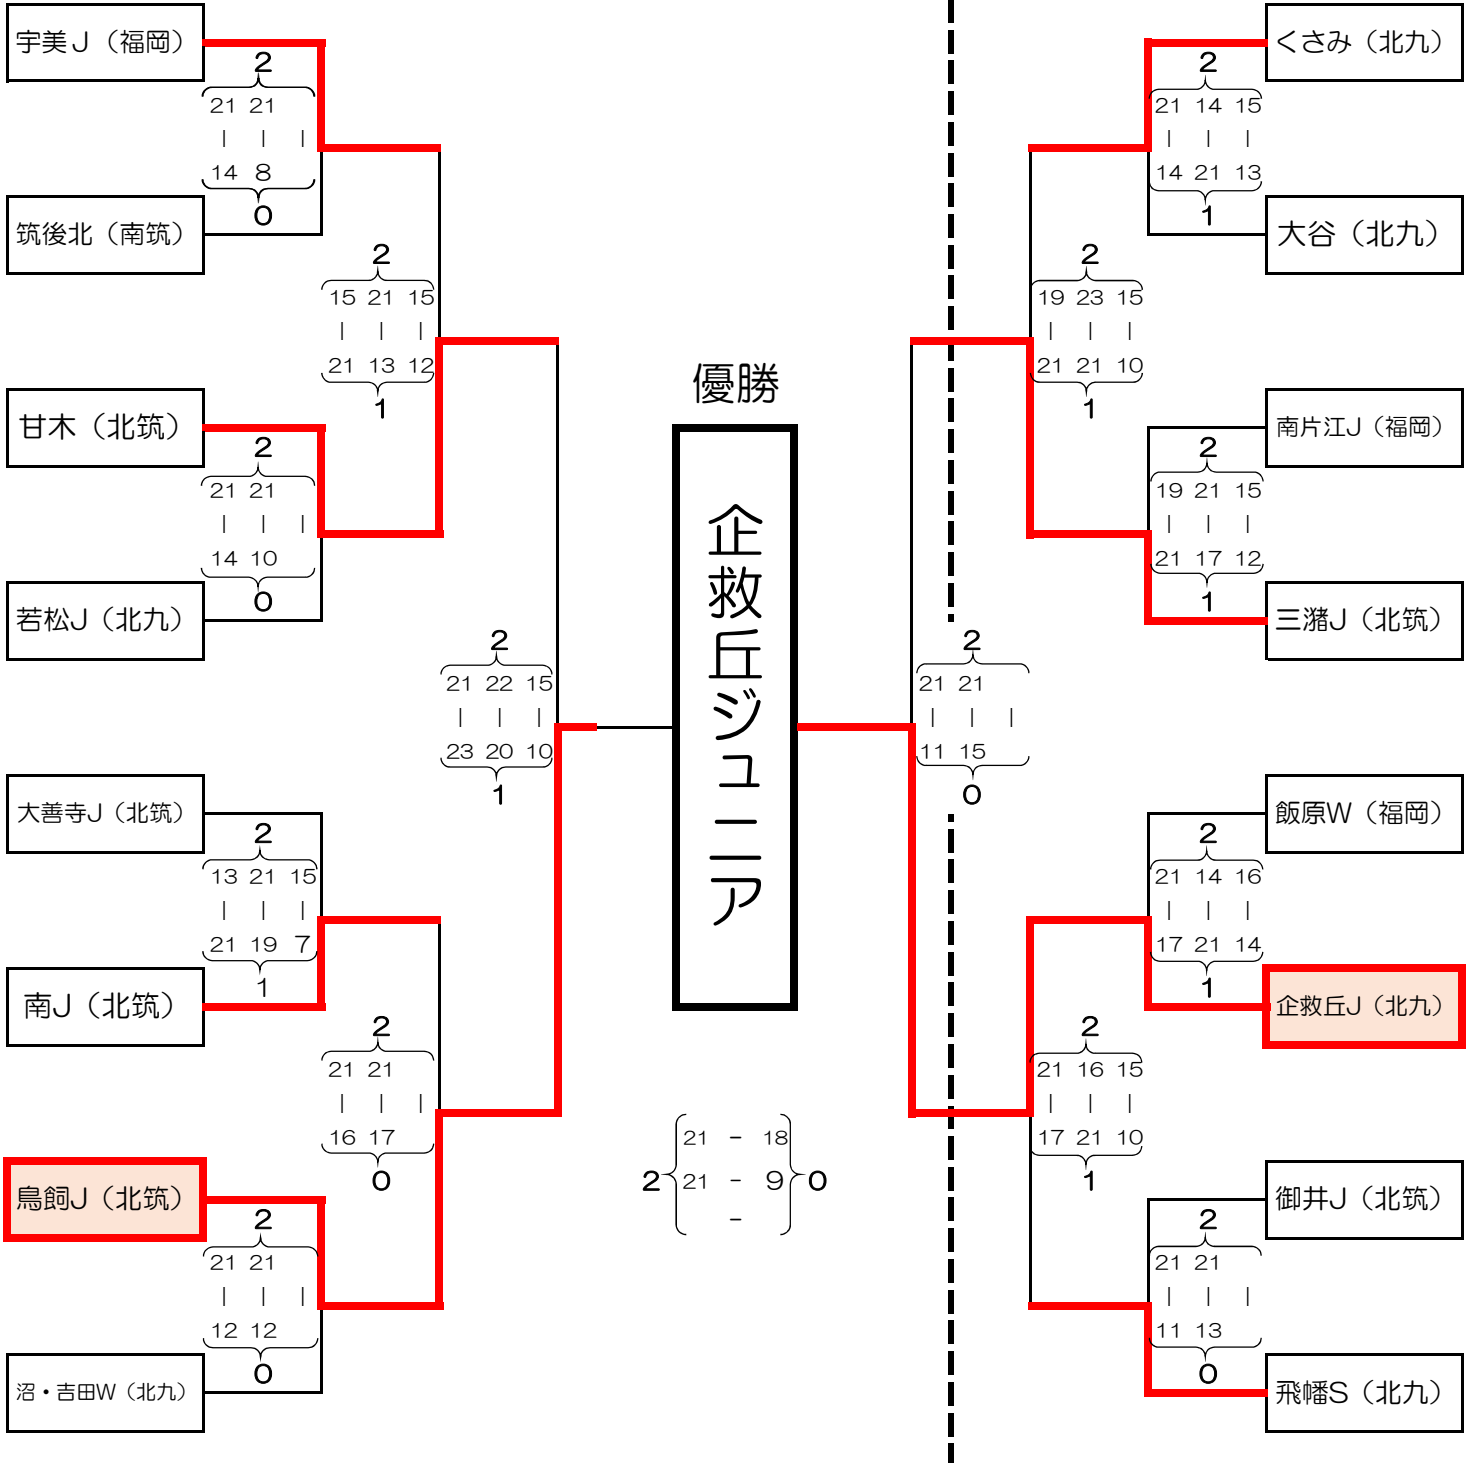 宇美J（福岡）
2
21 21
| | |
14 8
0
筑後北（南筑）
2
15 21 15
| | |
21 13 12
1
甘木（北筑）
2
21 21
| | |
14 10
0
若松J（北九）
2
21 22 15
| | |
23 20 10
1
大善寺J（北筑）
2
13 21 15
| | |
21 19 7
1
南J（北筑）
2
21 21
| | |
16 17
0
鳥飼J（北筑）
2
21 21
| | |
12 12
0
沼・吉田W（北九）
優勝
企救丘ジュニア
21 - 18
2 21 - 9 0
-
くさみ（北九）
2
21 14 15
| | |
14 21 13
1
大谷（北九）
2
19 23 15
| | |
21 21 10
1
南片江J（福岡）
2
19 21 15
| | |
21 17 12
1
三潴J（北筑）
2
21 21
| | |
11 15
0
飯原W（福岡）
2
21 14 16
| | |
17 21 14
1
企救丘J（北九）
2
21 16 15
| | |
17 21 10
1
御井J（北筑）
2
21 21
| | |
11 13
0
飛幡S（北九）